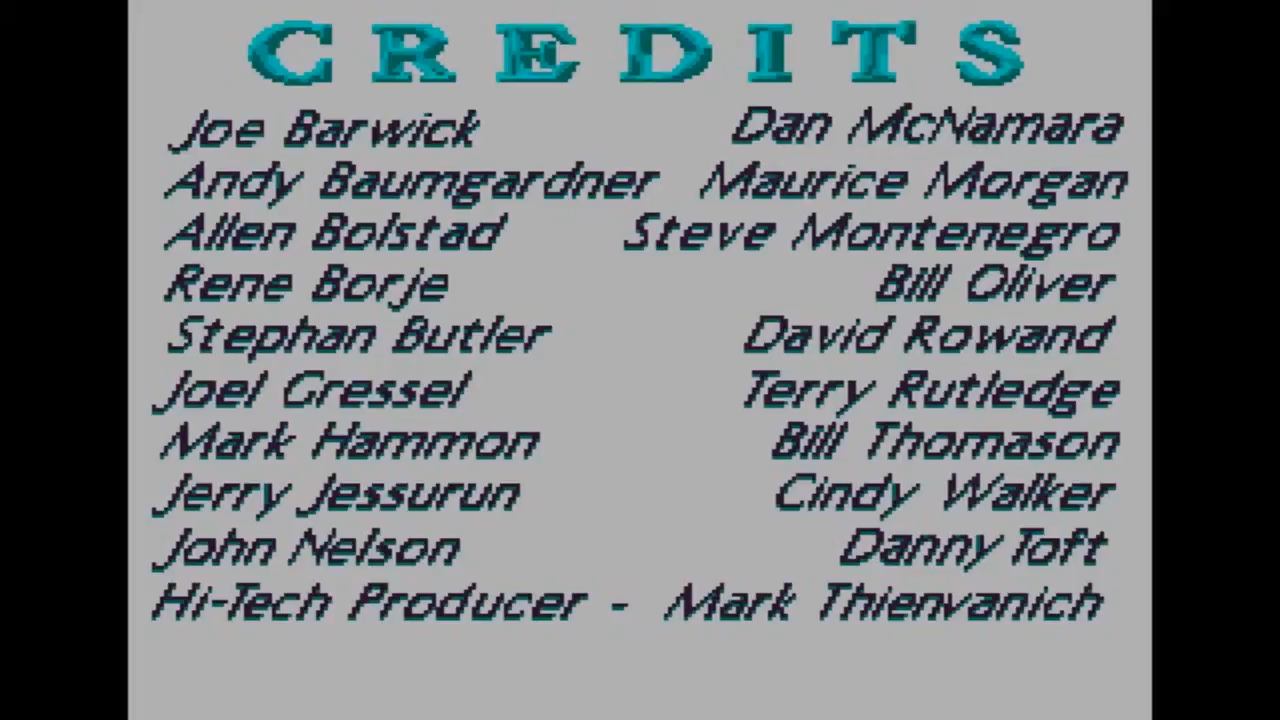 CREDITS
Joe Barwick Dan McNamara
Andy Baumgardner Maurice Morgan
Allen Bolstad Steve Montenegro
Rene Borje Bill Oliver
Stephan Butler David Rowand
Joel Gressel Terry Rutledge
Mark Hammon Bill Thomason
Jerry Jessurun Cindy Walker
John Nelson Danny Toft
Hi-Tech Producer - Mark Thienvanich